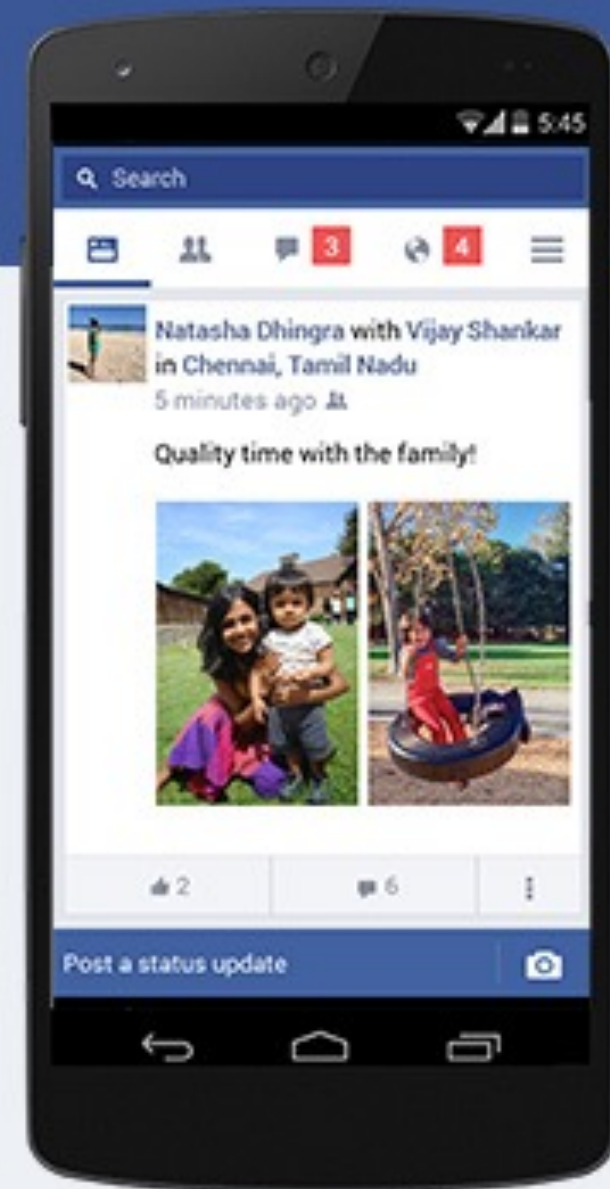 5:45
Search
3
4
Natasha Dhingra with Vijay Shankar
in Chennai, Tamil Nadu
5 minutes ago
Quality time with the family!
2
6
Post a status update